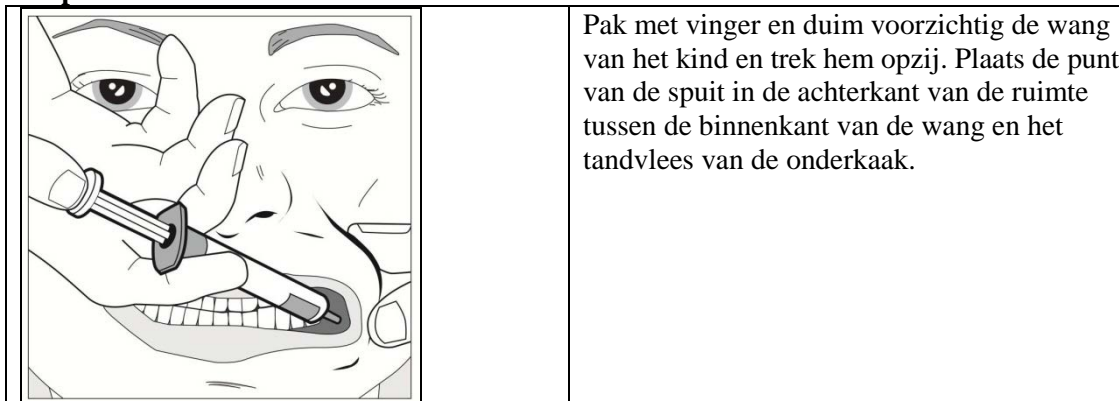 Pak met vinger en duim voorzichtig de wang
van het kind en trek hem opzij. Plaats de punt
van de spuit in de achterkant van de ruimte
tussen de binnenkant van de wang en het
tandvlees van de onderkaak.